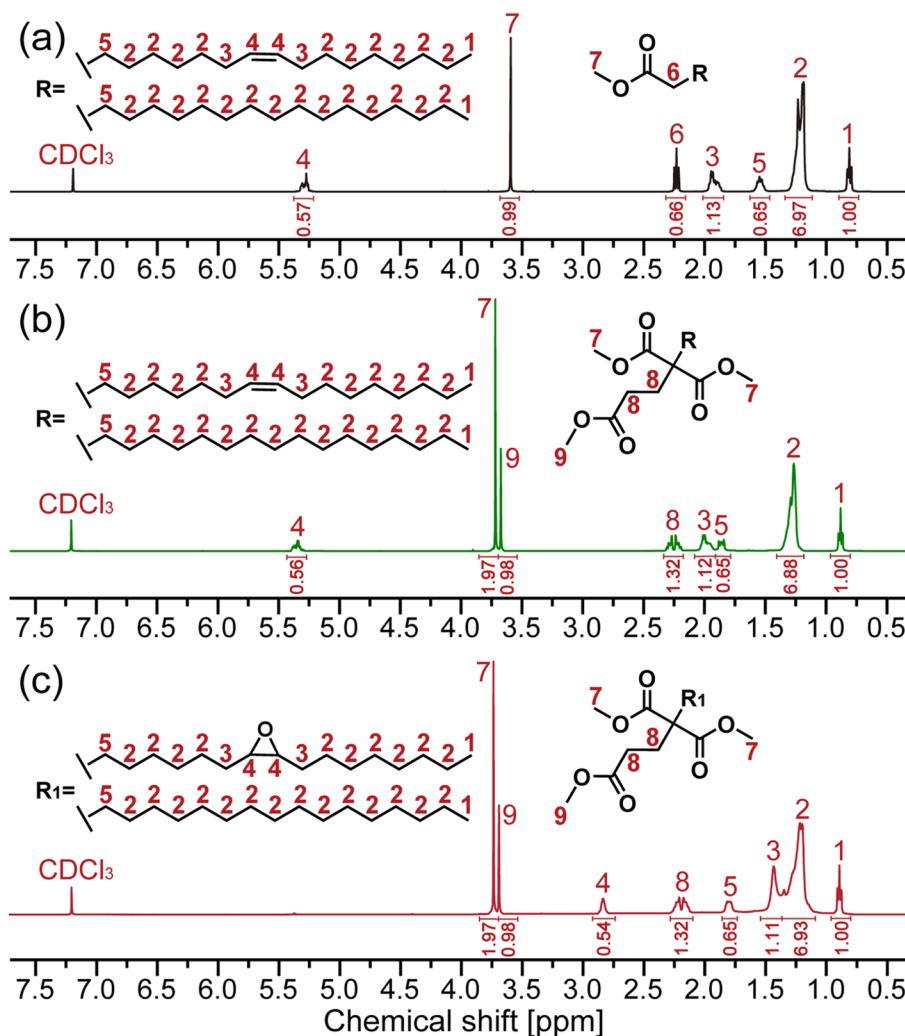 (a)
5 2 2 2 2 3 4 4 3 2 2 2 2 2 2 1
R=
5 2 2 2 2 2 2 2 2 2 2 2 2 2 2 1
O
7
O
6
R
CDCl₃
4
7
6
3
5
2
1
0.57
0.99
0.66
1.13
0.65
6.97
1.00
7.5 7.0 6.5 6.0 5.5 5.0 4.5 4.0 3.5 3.0 2.5 2.0 1.5 1.0 0.5
(b)
5 2 2 2 2 3 4 4 3 2 2 2 2 2 2 1
R=
5 2 2 2 2 2 2 2 2 2 2 2 2 2 2 1
O
R
7
O
8
O
7
8
O
O
9
O
CDCl₃
4
7
9
8
3
5
2
1
0.56
1.97
0.98
1.32
1.12
0.65
6.88
1.00
7.5 7.0 6.5 6.0 5.5 5.0 4.5 4.0 3.5 3.0 2.5 2.0 1.5 1.0 0.5
(c)
O
5 2 2 2 2 3 4 4 3 2 2 2 2 2 2 1
R₁=
5 2 2 2 2 2 2 2 2 2 2 2 2 2 2 1
O
R₁
7
O
8
O
7
8
O
O
9
O
CDCl₃
7
9
4
8
5
3
2
1
1.97
0.98
0.54
1.32
0.65
1.11
6.93
1.00
7.5 7.0 6.5 6.0 5.5 5.0 4.5 4.0 3.5 3.0 2.5 2.0 1.5 1.0 0.5
Chemical shift [ppm]